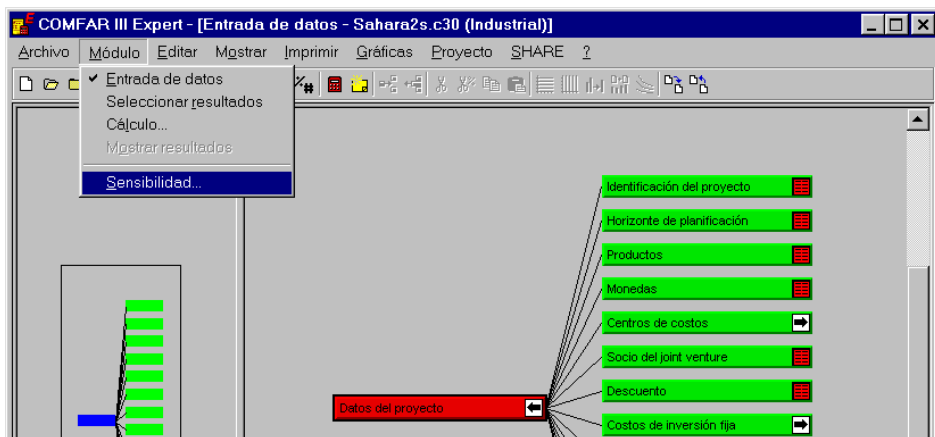 COMFAR III Expert - [Entrada de datos - Sahara2s.c30 (Industrial)]
Archivo Módulo Editar Mostrar Imprimir Gráficas Proyecto SHARE ?
Entrada de datos
Seleccionar resultados
Cálculo...
Mostrar resultados
Sensibilidad...
Identificación del proyecto
Horizonte de planificación
Productos
Monedas
Centros de costos
Socio del joint venture
Descuento
Datos del proyecto
Costos de inversión fija